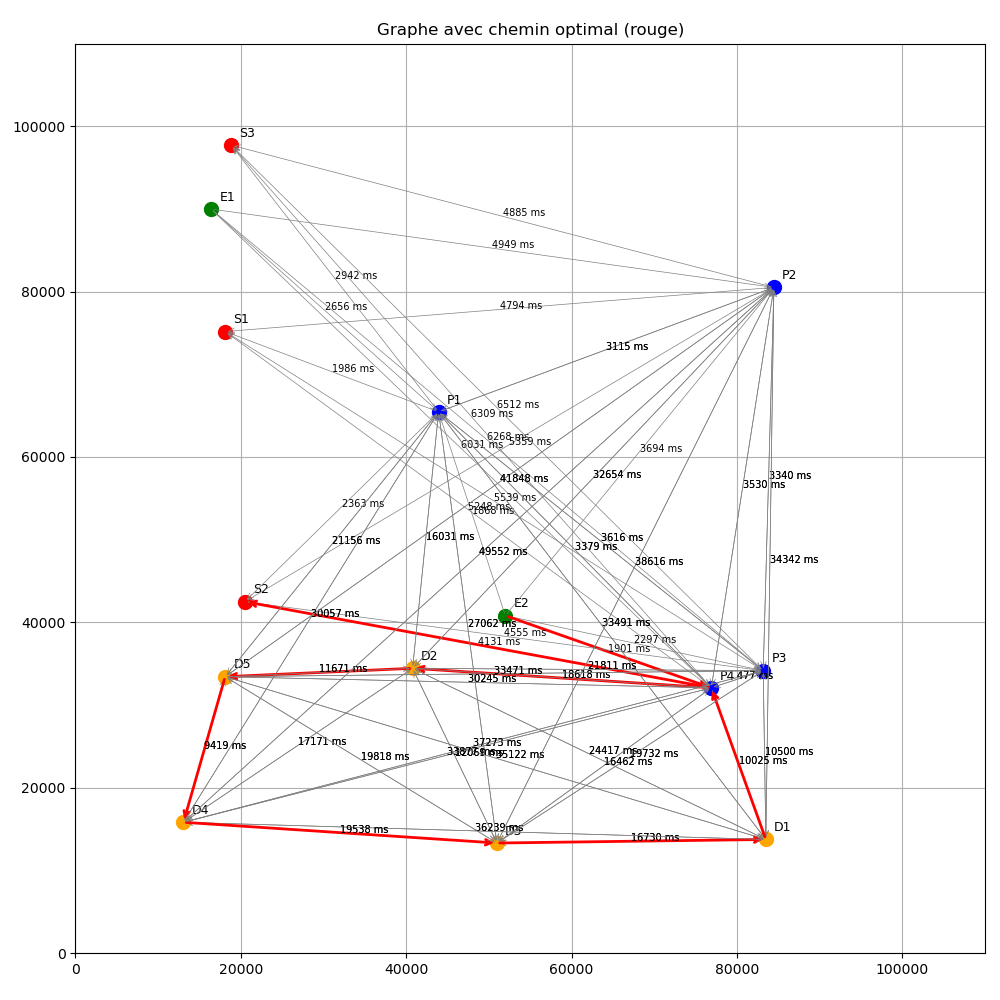 Graphe avec chemin optimal (rouge)
100000
80000
60000
40000
20000
0
0
20000
40000
60000
80000
100000
S3
E1
4885 ms
4949 ms
P2
2942 ms
2656 ms
4794 ms
S1
3115 ms
1986 ms
P1
6512 ms
6309 ms
6268 ms
5359 ms
6031 ms
3694 ms
41848 ms
32654 ms
3340 ms
3530 ms
2363 ms
5539 ms
5248 ms
1868 ms
21156 ms
16031 ms
3616 ms
3379 ms
49552 ms
38616 ms
34342 ms
S2
30057 ms
E2
27062 ms
33491 ms
4555 ms
4131 ms
2297 ms
1901 ms
D2
P3
D5
11671 ms
33471 ms
21811 ms
30245 ms
18618 ms
P4
477 ms
9419 ms
17171 ms
19818 ms
37273 ms
35122 ms
24417 ms
19732 ms
16462 ms
10500 ms
10025 ms
D4
19538 ms
36239 ms
D3
16730 ms
D1